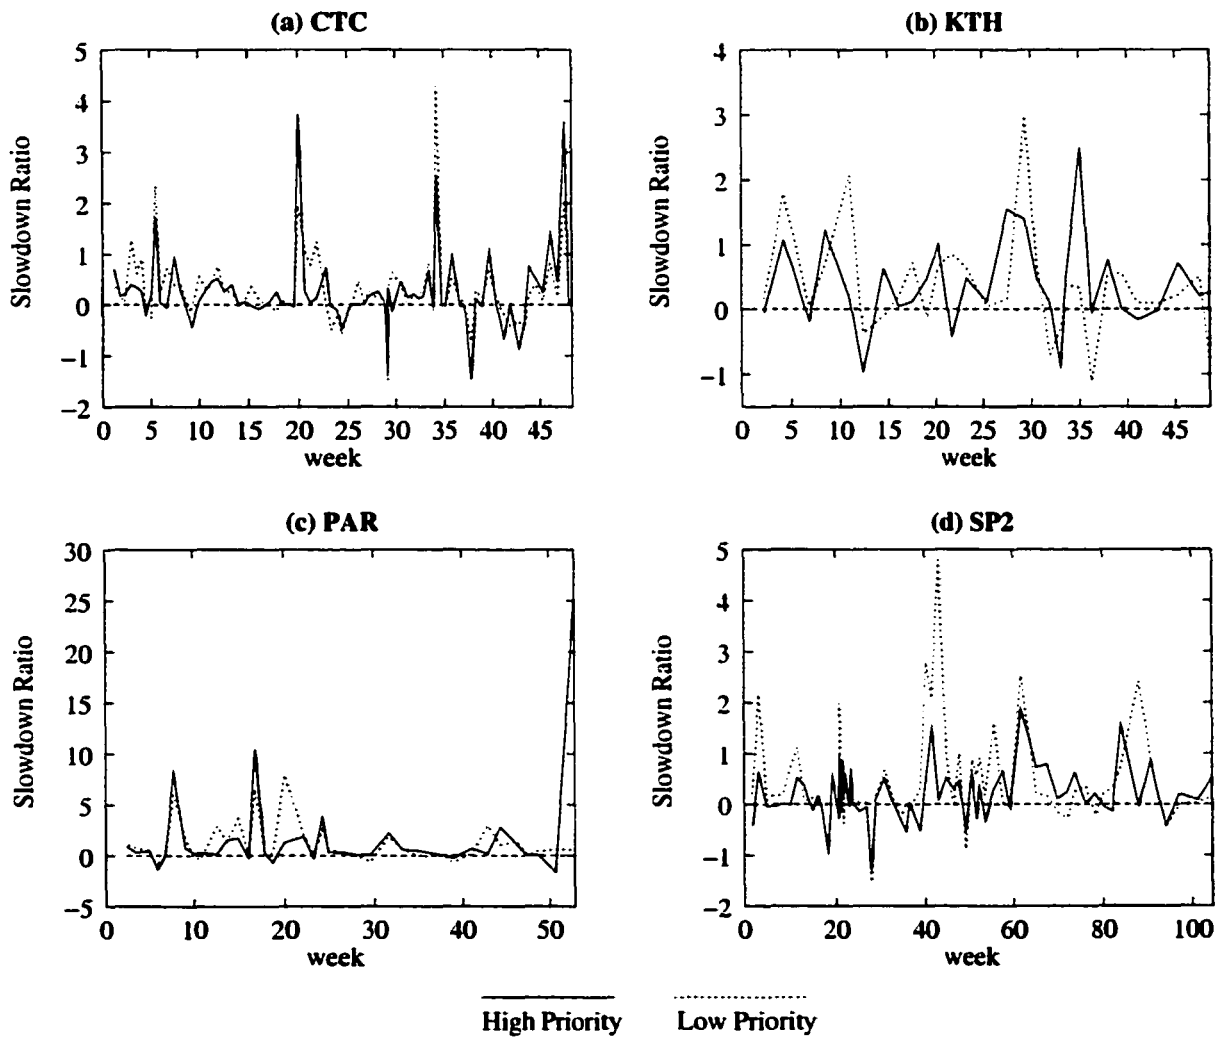 (a) CTC
5
4
3
2
1
0
−1
−2
Slowdown Ratio
0 5 10 15 20 25 30 35 40 45
week
(b) KTH
4
3
2
1
0
−1
Slowdown Ratio
0 5 10 15 20 25 30 35 40 45
week
(c) PAR
30
25
20
15
10
5
0
−5
Slowdown Ratio
0 10 20 30 40 50
week
(d) SP2
5
4
3
2
1
0
−1
−2
Slowdown Ratio
0 20 40 60 80 100
week
High Priority Low Priority